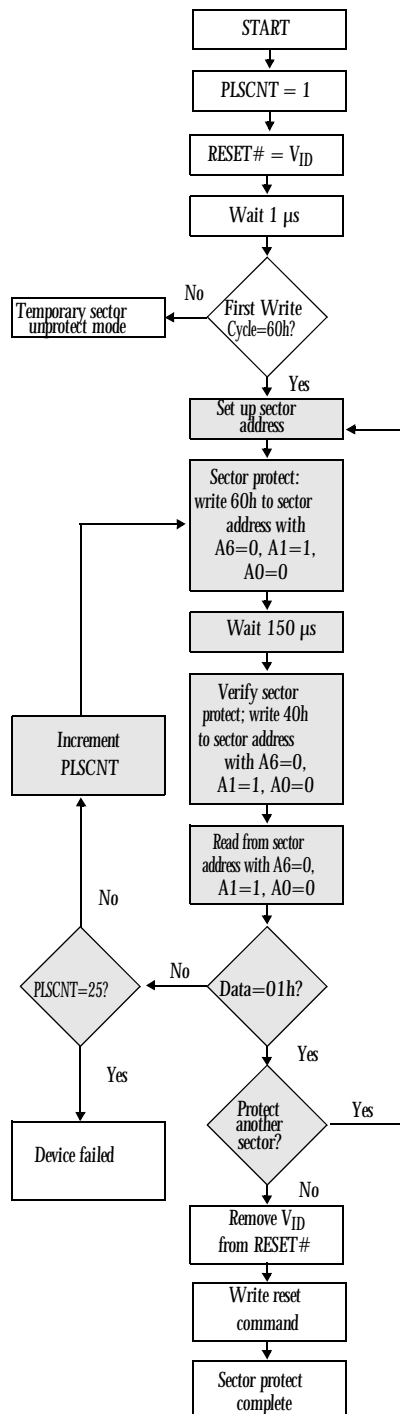 START
PLSCNT = 1
RESET# = VID
Wait 1 µs
No
First Write
Cycle=60h?
Temporary sector
unprotect mode
Yes
Set up sector
address
Sector protect:
write 60h to sector
address with
A6=0, A1=1,
A0=0
Wait 150 µs
Verify sector
protect; write 40h
to sector address
with A6=0,
A1=1, A0=0
Increment
PLSCNT
Read from sector
address with A6=0,
A1=1, A0=0
No
No
PLSCNT=25?
Data=01h?
Yes
Yes
Protect
another
sector?
Yes
Device failed
No
Remove VID
from RESET#
Write reset
command
Sector protect
complete